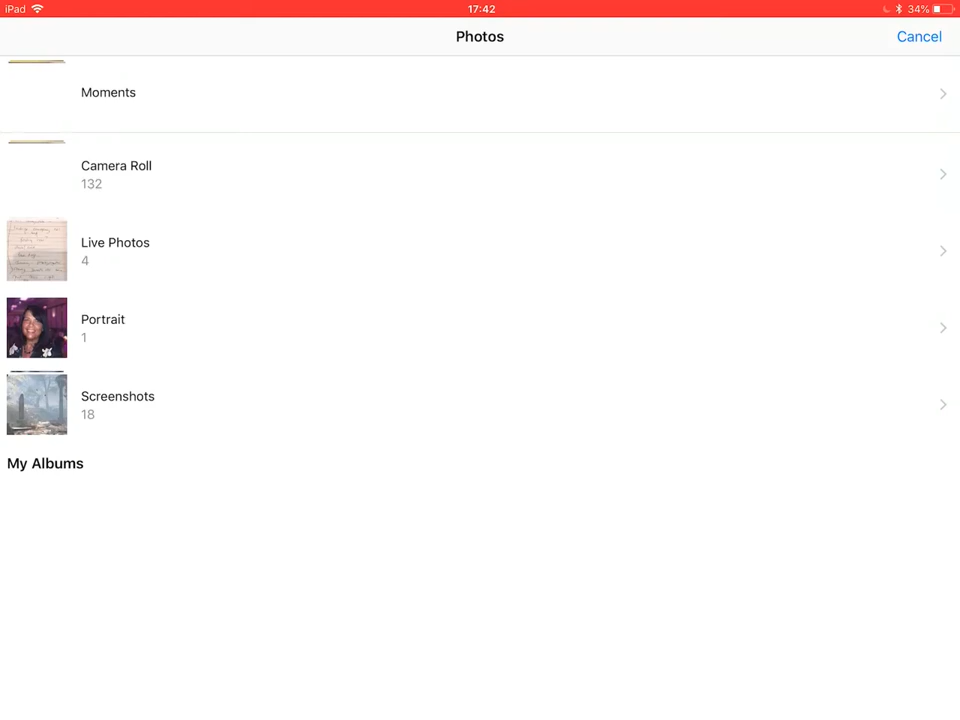 iPad 17:42 34%
Photos Cancel
Moments
Camera Roll
132
Live Photos
4
Portrait
1
Screenshots
18
My Albums